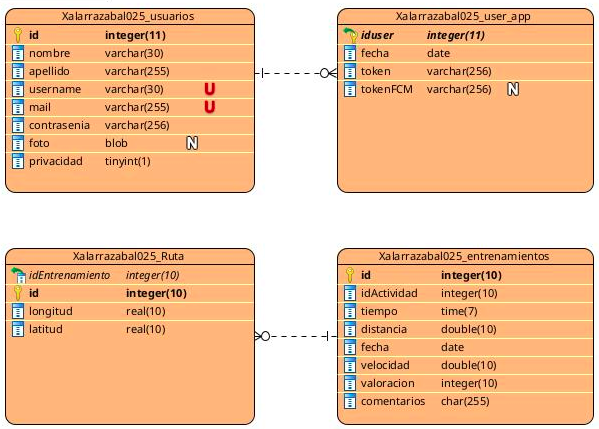 Xalarrazabal025_usuarios
id integer(11)
nombre varchar(30)
apellido varchar(255)
username varchar(30) U
mail varchar(255) U
contrasenia varchar(256)
foto blob N
privacidad tinyint(1)
Xalarrazabal025_user_app
iduser integer(11)
fecha date
token varchar(256)
tokenFCM varchar(256) N
Xalarrazabal025_Ruta
idEntrenamiento integer(10)
id integer(10)
longitud real(10)
latitud real(10)
Xalarrazabal025_entrenamientos
id integer(10)
idActividad integer(10)
tiempo time(7)
distancia double(10)
fecha date
velocidad double(10)
valoracion integer(10)
comentarios char(255)